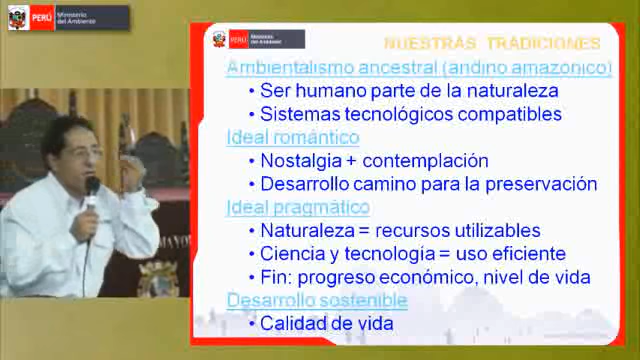 PERÚ
Ministerio
del Ambiente
PERÚ
Ministerio
del Ambiente
NUESTRAS TRADICIONES
Ambientalismo ancestral (andino amazónico)
• Ser humano parte de la naturaleza
• Sistemas tecnológicos compatibles
Ideal romántico
• Nostalgia + contemplación
• Desarrollo camino para la preservación
Ideal pragmático
• Naturaleza = recursos utilizables
• Ciencia y tecnología = uso eficiente
• Fin: progreso económico, nivel de vida
Desarrollo sostenible
• Calidad de vida